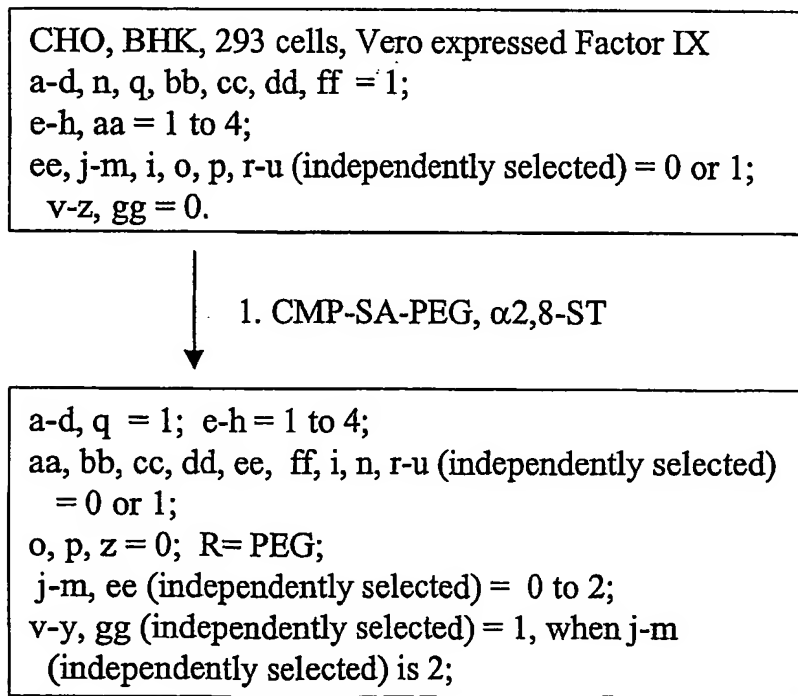 CHO, BHK, 293 cells, Vero expressed Factor IX
a-d, n, q, bb, cc, dd, ff = 1;
e-h, aa = 1 to 4;
ee, j-m, i, o, p, r-u (independently selected) = 0 or 1;
v-z, gg = 0.
1. CMP-SA-PEG, α2,8-ST
a-d, q = 1; e-h = 1 to 4;
aa, bb, cc, dd, ee, ff, i, n, r-u (independently selected)
= 0 or 1;
o, p, z = 0; R= PEG;
j-m, ee (independently selected) = 0 to 2;
v-y, gg (independently selected) = 1, when j-m
(independently selected) is 2;